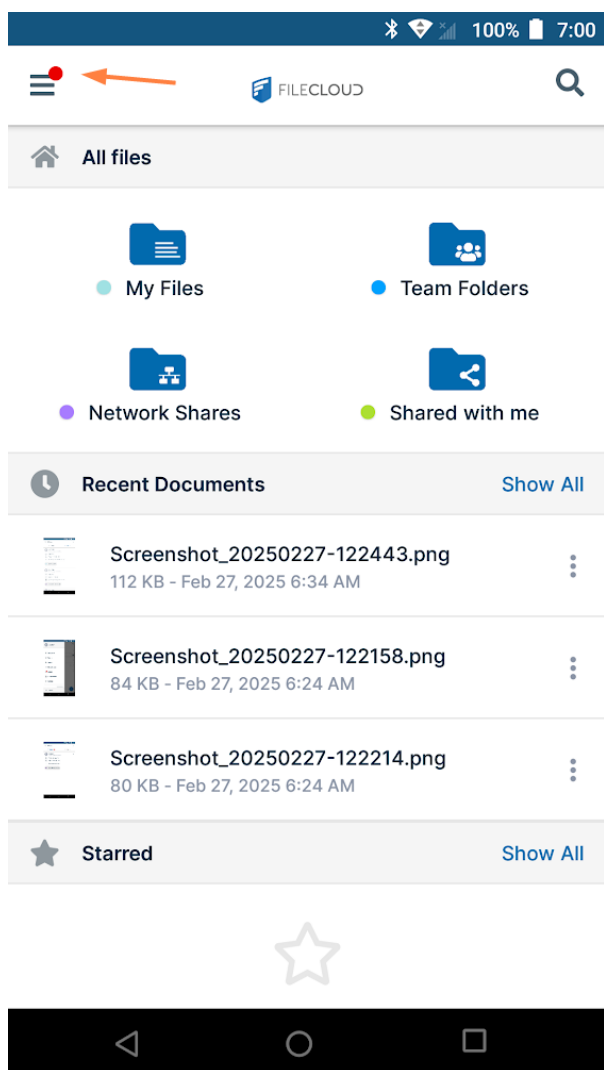 100% 7:00
FILECLOUD
All files
My Files
Team Folders
Network Shares
Shared with me
Recent Documents Show All
Screenshot_20250227-122443.png
112 KB - Feb 27, 2025 6:34 AM
Screenshot_20250227-122158.png
84 KB - Feb 27, 2025 6:24 AM
Screenshot_20250227-122214.png
80 KB - Feb 27, 2025 6:24 AM
Starred Show All